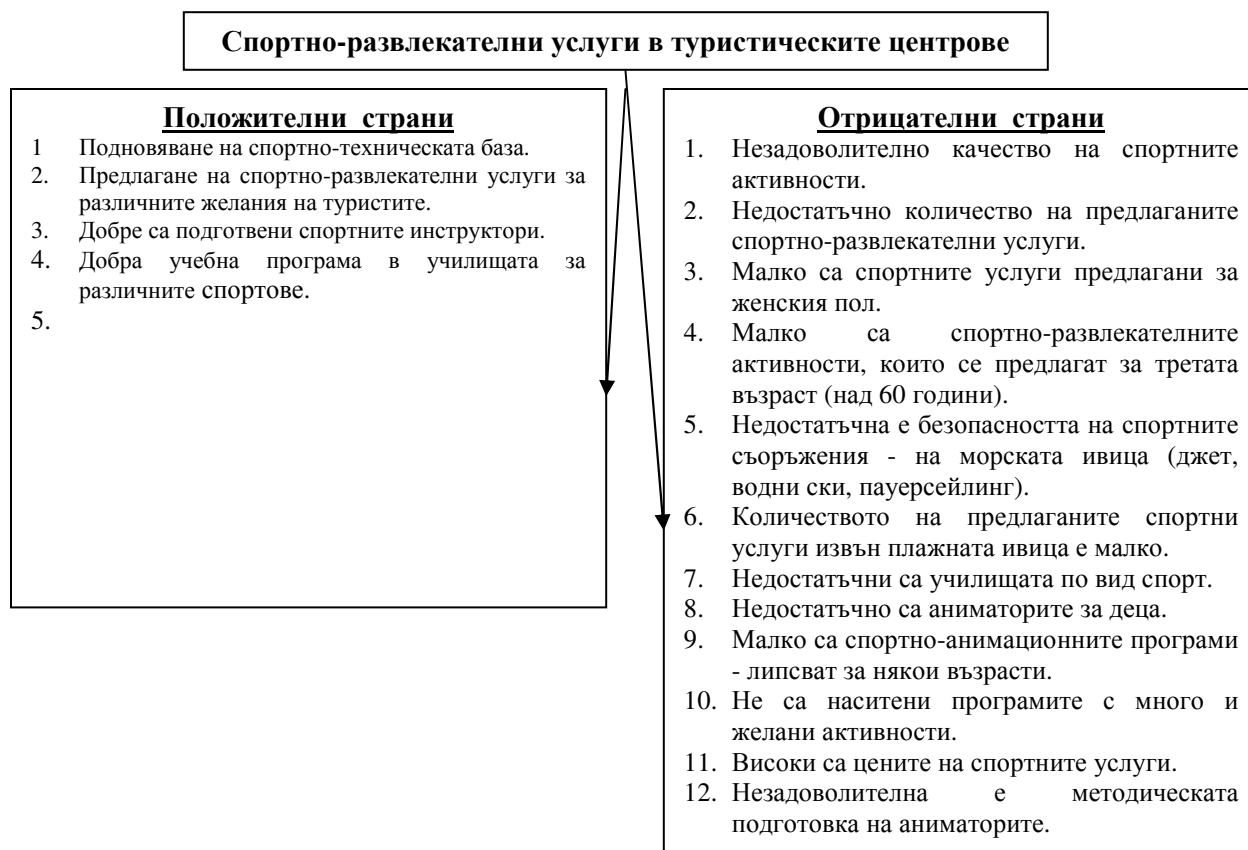 Спортно-развлекателни услуги в туристическите центрове
Положителни страни
1 Подновяване на спортно-техническата база.
2. Предлагане на спортно-развлекателни услуги за
различните желания на туристите.
3. Добре са подготвени спортните инструктори.
4. Добра учебна програма в училищата за
различните спортове.
5.
Отрицателни страни
1. Незадоволително качество на спортните
активности.
2. Недостатъчно количество на предлаганите
спортно-развлекателни услуги.
3. Малко са спортните услуги предлагани за
женския пол.
4. Малко са спортно-развлекателните
активности, които се предлагат за третата
възраст (над 60 години).
5. Недостатъчна е безопасността на спортните
съоръжения - на морската ивица (джет,
водни ски, пауерсейлинг).
6. Количеството на предлаганите спортни
услуги извън плажната ивица е малко.
7. Недостатъчни са училищата по вид спорт.
8. Недостатъчно са аниматорите за деца.
9. Малко са спортно-анимационните програми
- липсват за някои възрасти.
10. Не са наситени програмите с много и
желани активности.
11. Високи са цените на спортните услуги.
12. Незадоволителна е методическата
подготовка на аниматорите.